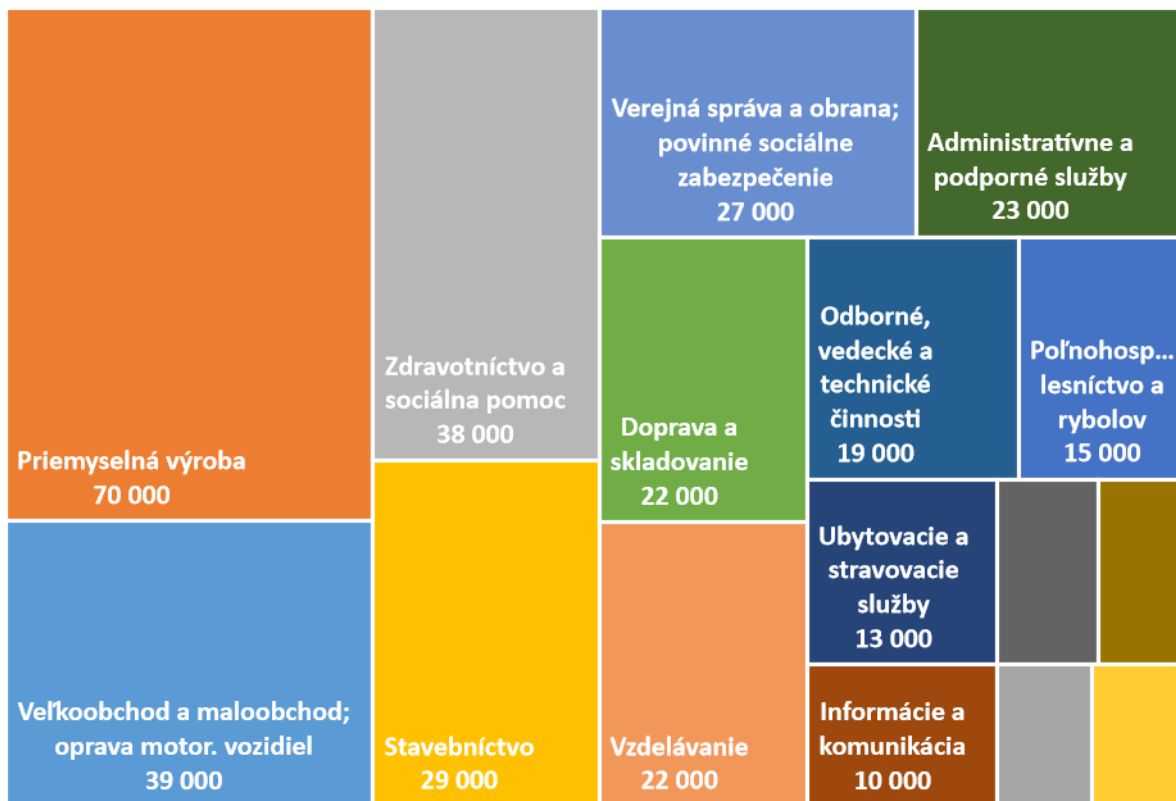 Priemyselná výroba
70 000
Veľkoobchod a maloobchod;
oprava motor. vozidiel
39 000
Zdravotníctvo a
sociálna pomoc
38 000
Stavebníctvo
29 000
Verejná správa a obrana;
povinné sociálne
zabezpečenie
27 000
Administratívne a
podporné služby
23 000
Doprava a
skladovanie
22 000
Vzdelávanie
22 000
Odborné,
vedecké a
technické
činnosti
19 000
Poľnohosp...
lesníctvo a
rybolov
15 000
Ubytovacie a
stravovacie
služby
13 000
Informácie a
komunikácia
10 000